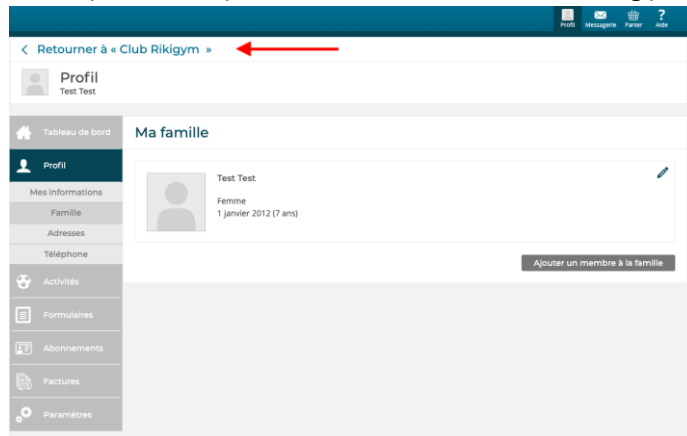 Profil Messagerie Panier Aide
Retourner à « Club Rikigym »
Profil
Test Test
Tableau de bord
Ma famille
Profil
Mes informations
Famille
Adresses
Téléphone
Test Test
Femme
1 janvier 2012 (7 ans)
Ajouter un membre à la famille
Activités
Formulaires
Abonnements
Factures
Paramètres